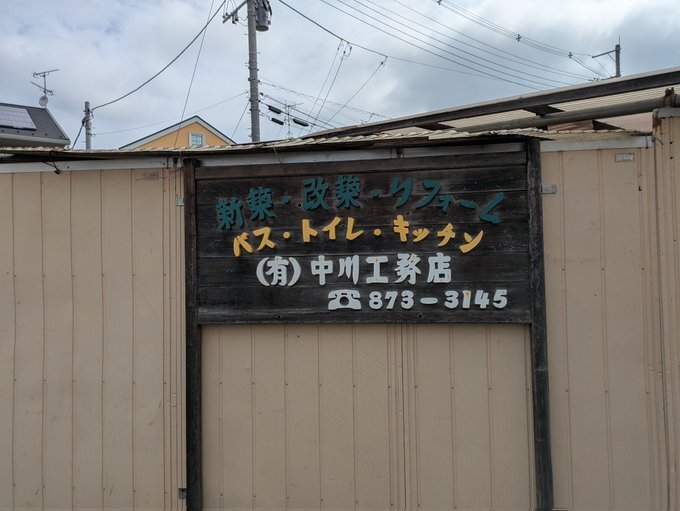 新築・改築・リフォーム
バス・トイレ・キッチン
(有)中川工務店
☎873-3145